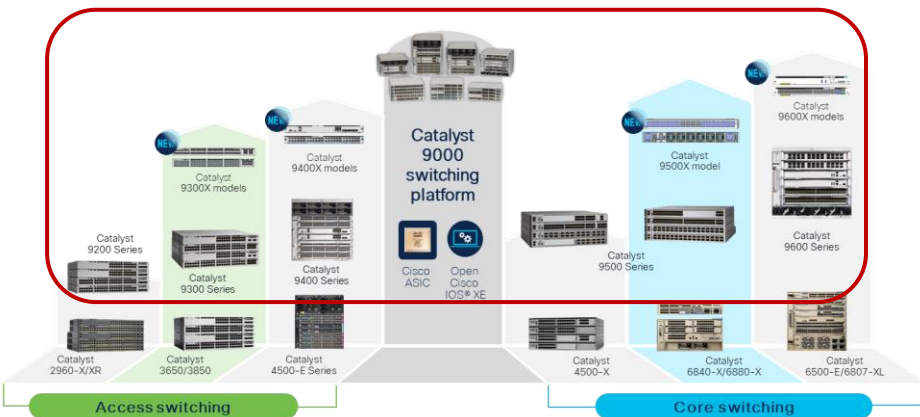 NEW
Catalyst
9600X models
NEW
Catalyst
9400X models
NEW
Catalyst
9500X model
NEW
Catalyst
9300X models
Catalyst
9000
switching
platform
Cisco
ASIC
Open
Cisco
IOS® XE
Catalyst
9200 Series
Catalyst
9300 Series
Catalyst
9400 Series
Catalyst
9500 Series
Catalyst
9600 Series
Catalyst
2960-X/XR
Catalyst
3650/3850
Catalyst
4500-E Series
Catalyst
4500-X
Catalyst
6840-X/6880-X
Catalyst
6500-E/6807-XL
Access switching
Core switching